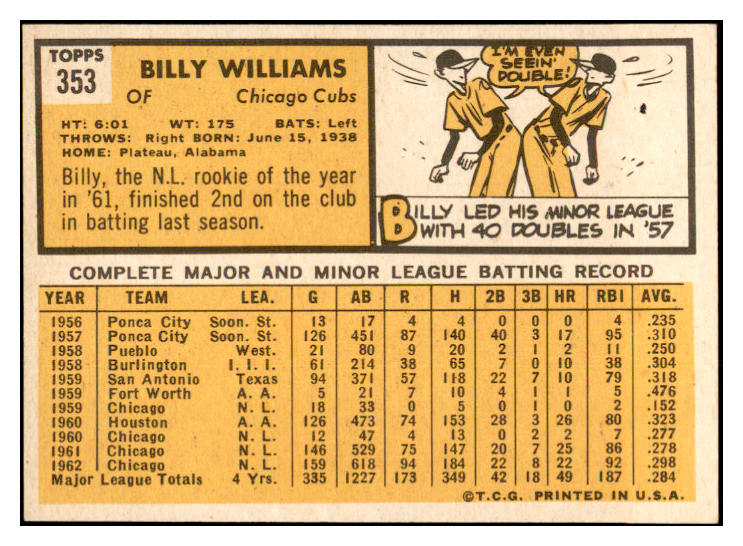 TOPPS
353
BILLY WILLIAMS
OF Chicago Cubs
HT: 6:01 WT: 175 BATS: Left
THROWS: Right BORN: June 15, 1938
HOME: Plateau, Alabama
Billy, the N.L. rookie of the year
in '61, finished 2nd on the club
in batting last season.
I'M EVEN
SEEIN'
DOUBLE!
BILLY LED HIS MINOR LEAGUE
WITH 40 DOUBLES IN '57
COMPLETE MAJOR AND MINOR LEAGUE BATTING RECORD
YEAR TEAM LEA. G AB R H 2B 3B HR RBI AVG.
1956 Ponca City Soon. St. 13 17 4 4 0 0 0 4 .235
1957 Ponca City Soon. St. 126 451 87 140 40 3 17 95 .310
1958 Pueblo West. 21 80 9 20 2 1 2 11 .250
1958 Burlington I. I. I. 61 214 38 65 7 0 10 38 .304
1959 San Antonio Texas 94 371 57 118 22 7 10 79 .318
1959 Fort Worth A. A. 5 21 7 10 4 1 1 5 .476
1959 Chicago N. L. 18 33 0 5 0 1 0 2 .152
1960 Houston A. A. 126 473 74 153 28 3 26 80 .323
1960 Chicago N. L. 12 47 4 13 0 2 2 7 .277
1961 Chicago N. L. 146 529 75 147 20 7 25 86 .278
1962 Chicago N. L. 159 618 94 184 22 8 22 92 .298
Major League Totals 4 Yrs. 335 1227 173 349 42 18 49 187 .284
©T.C.G. PRINTED IN U.S.A.